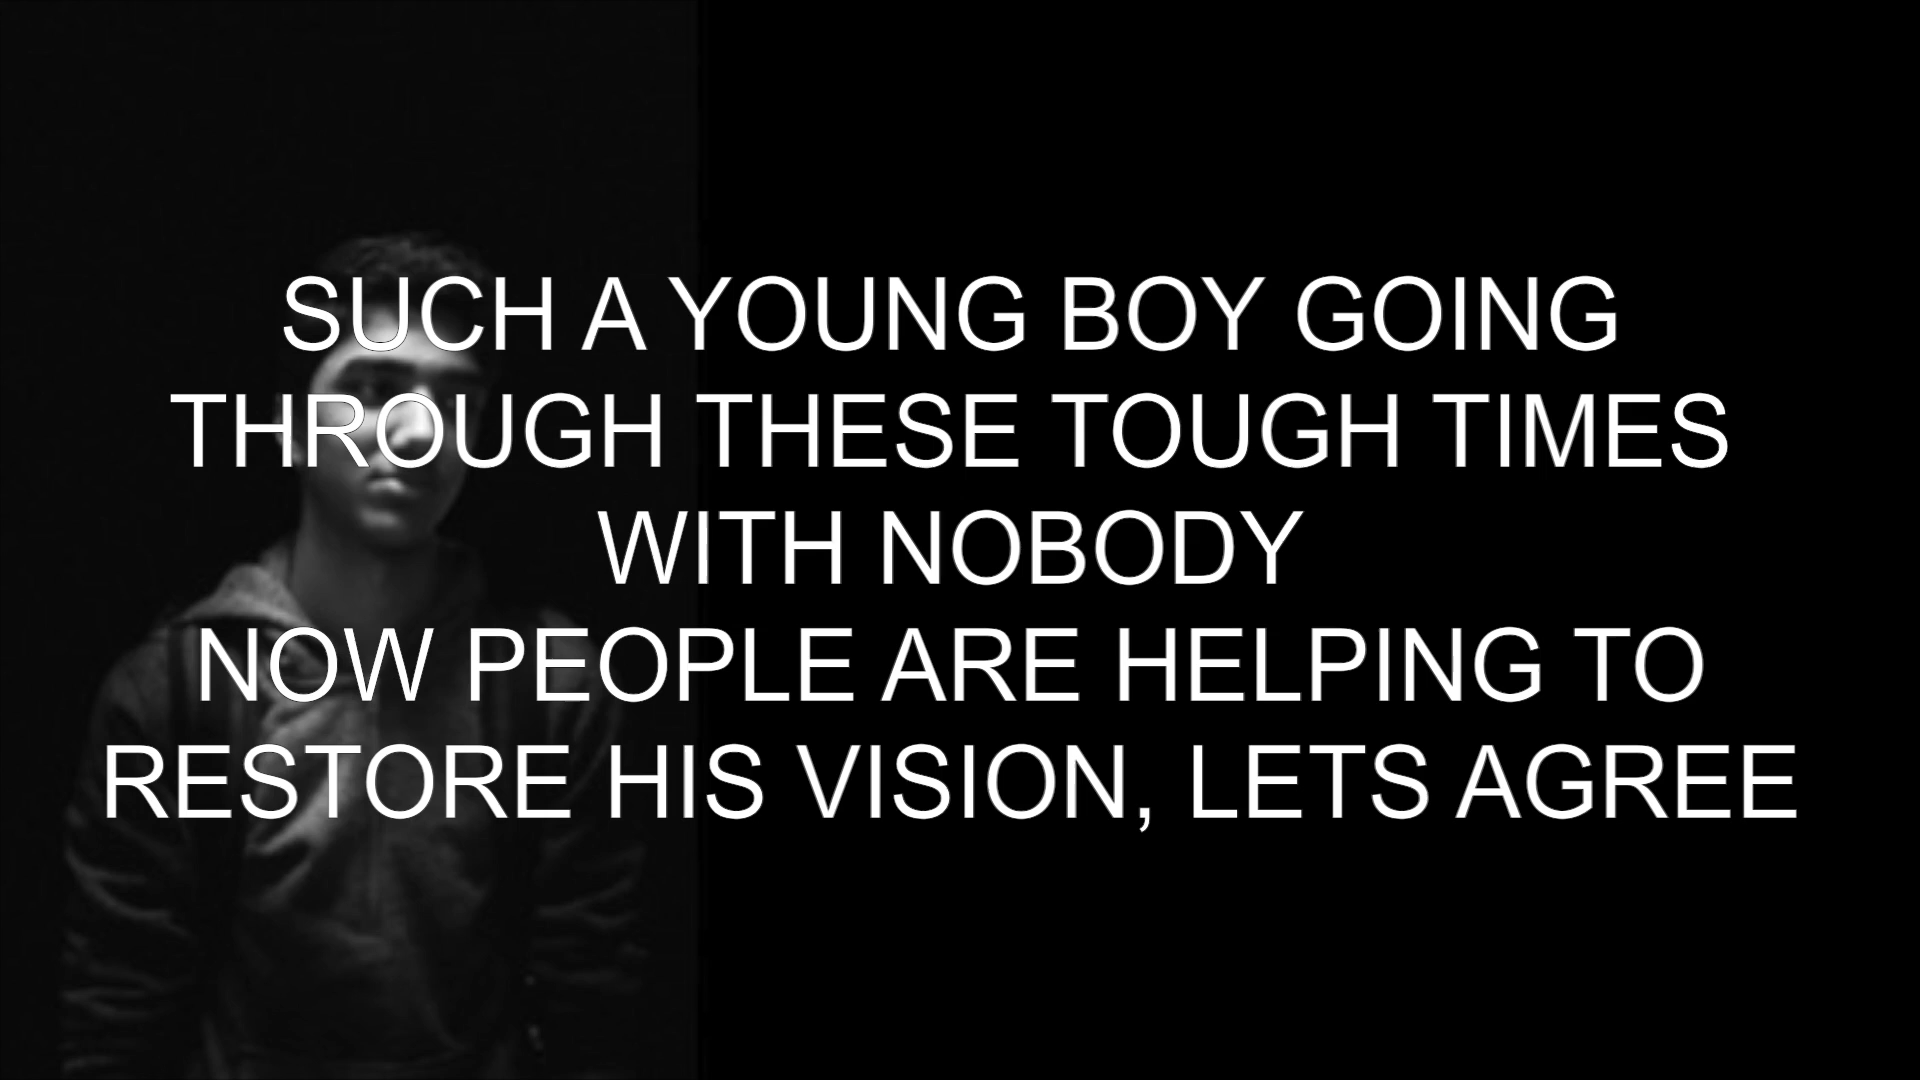 SUCH A YOUNG BOY GOING
THROUGH THESE TOUGH TIMES
WITH NOBODY
NOW PEOPLE ARE HELPING TO
RESTORE HIS VISION, LETS AGREE